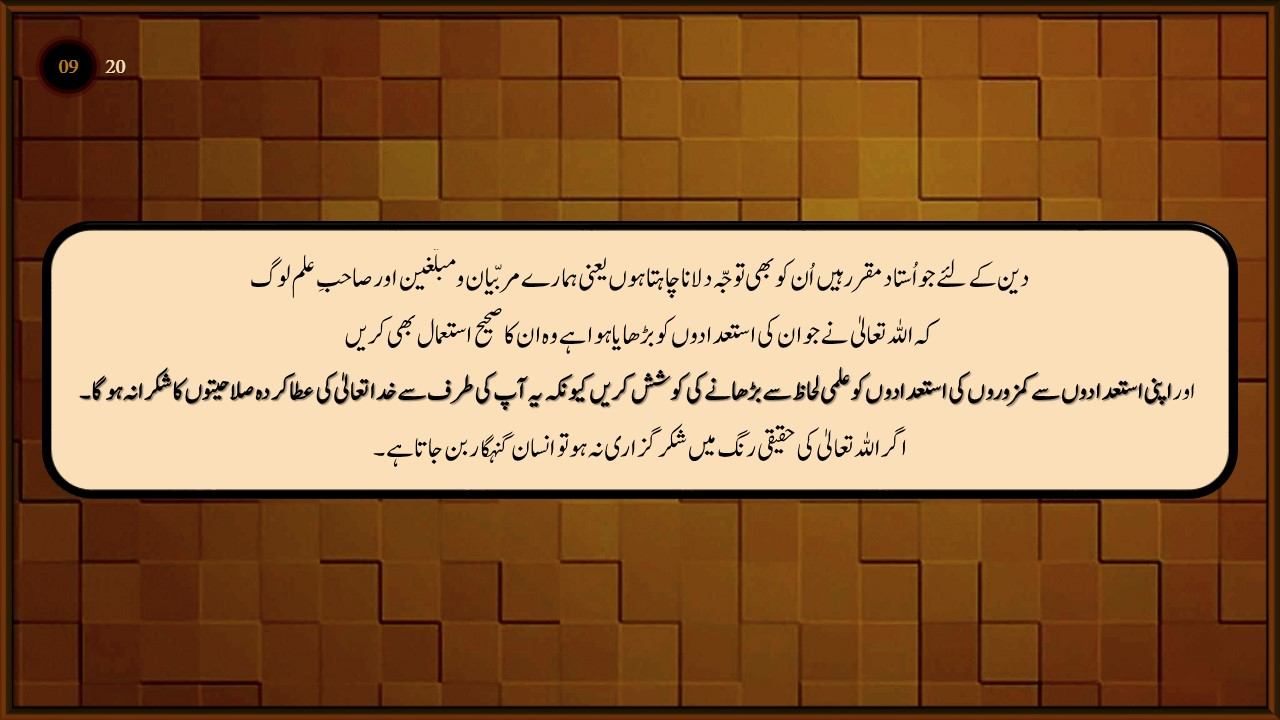 09 20
دین کے لئے جو اُستاد مقرر ہیں اُن کو بھی توجّہ دلانا چاہتا ہوں یعنی ہمارے مربّیان و مبلّغین اور صاحبِ علم لوگ
کہ اللہ تعالیٰ نے جو ان کی استعدادوں کو بڑھایا ہوا ہے وہ ان کا صحیح استعمال بھی کریں
اور اپنی استعدادوں سے کمزوروں کی استعدادوں کو علمی لحاظ سے بڑھانے کی کوشش کریں کیونکہ یہ آپ کی طرف سے خدا تعالیٰ کی عطا کردہ صلاحیتوں کا شکرانہ ہو گا۔
اگر اللہ تعالیٰ کی حقیقی رنگ میں شکر گزاری نہ ہو تو انسان گنہگار بن جاتا ہے۔